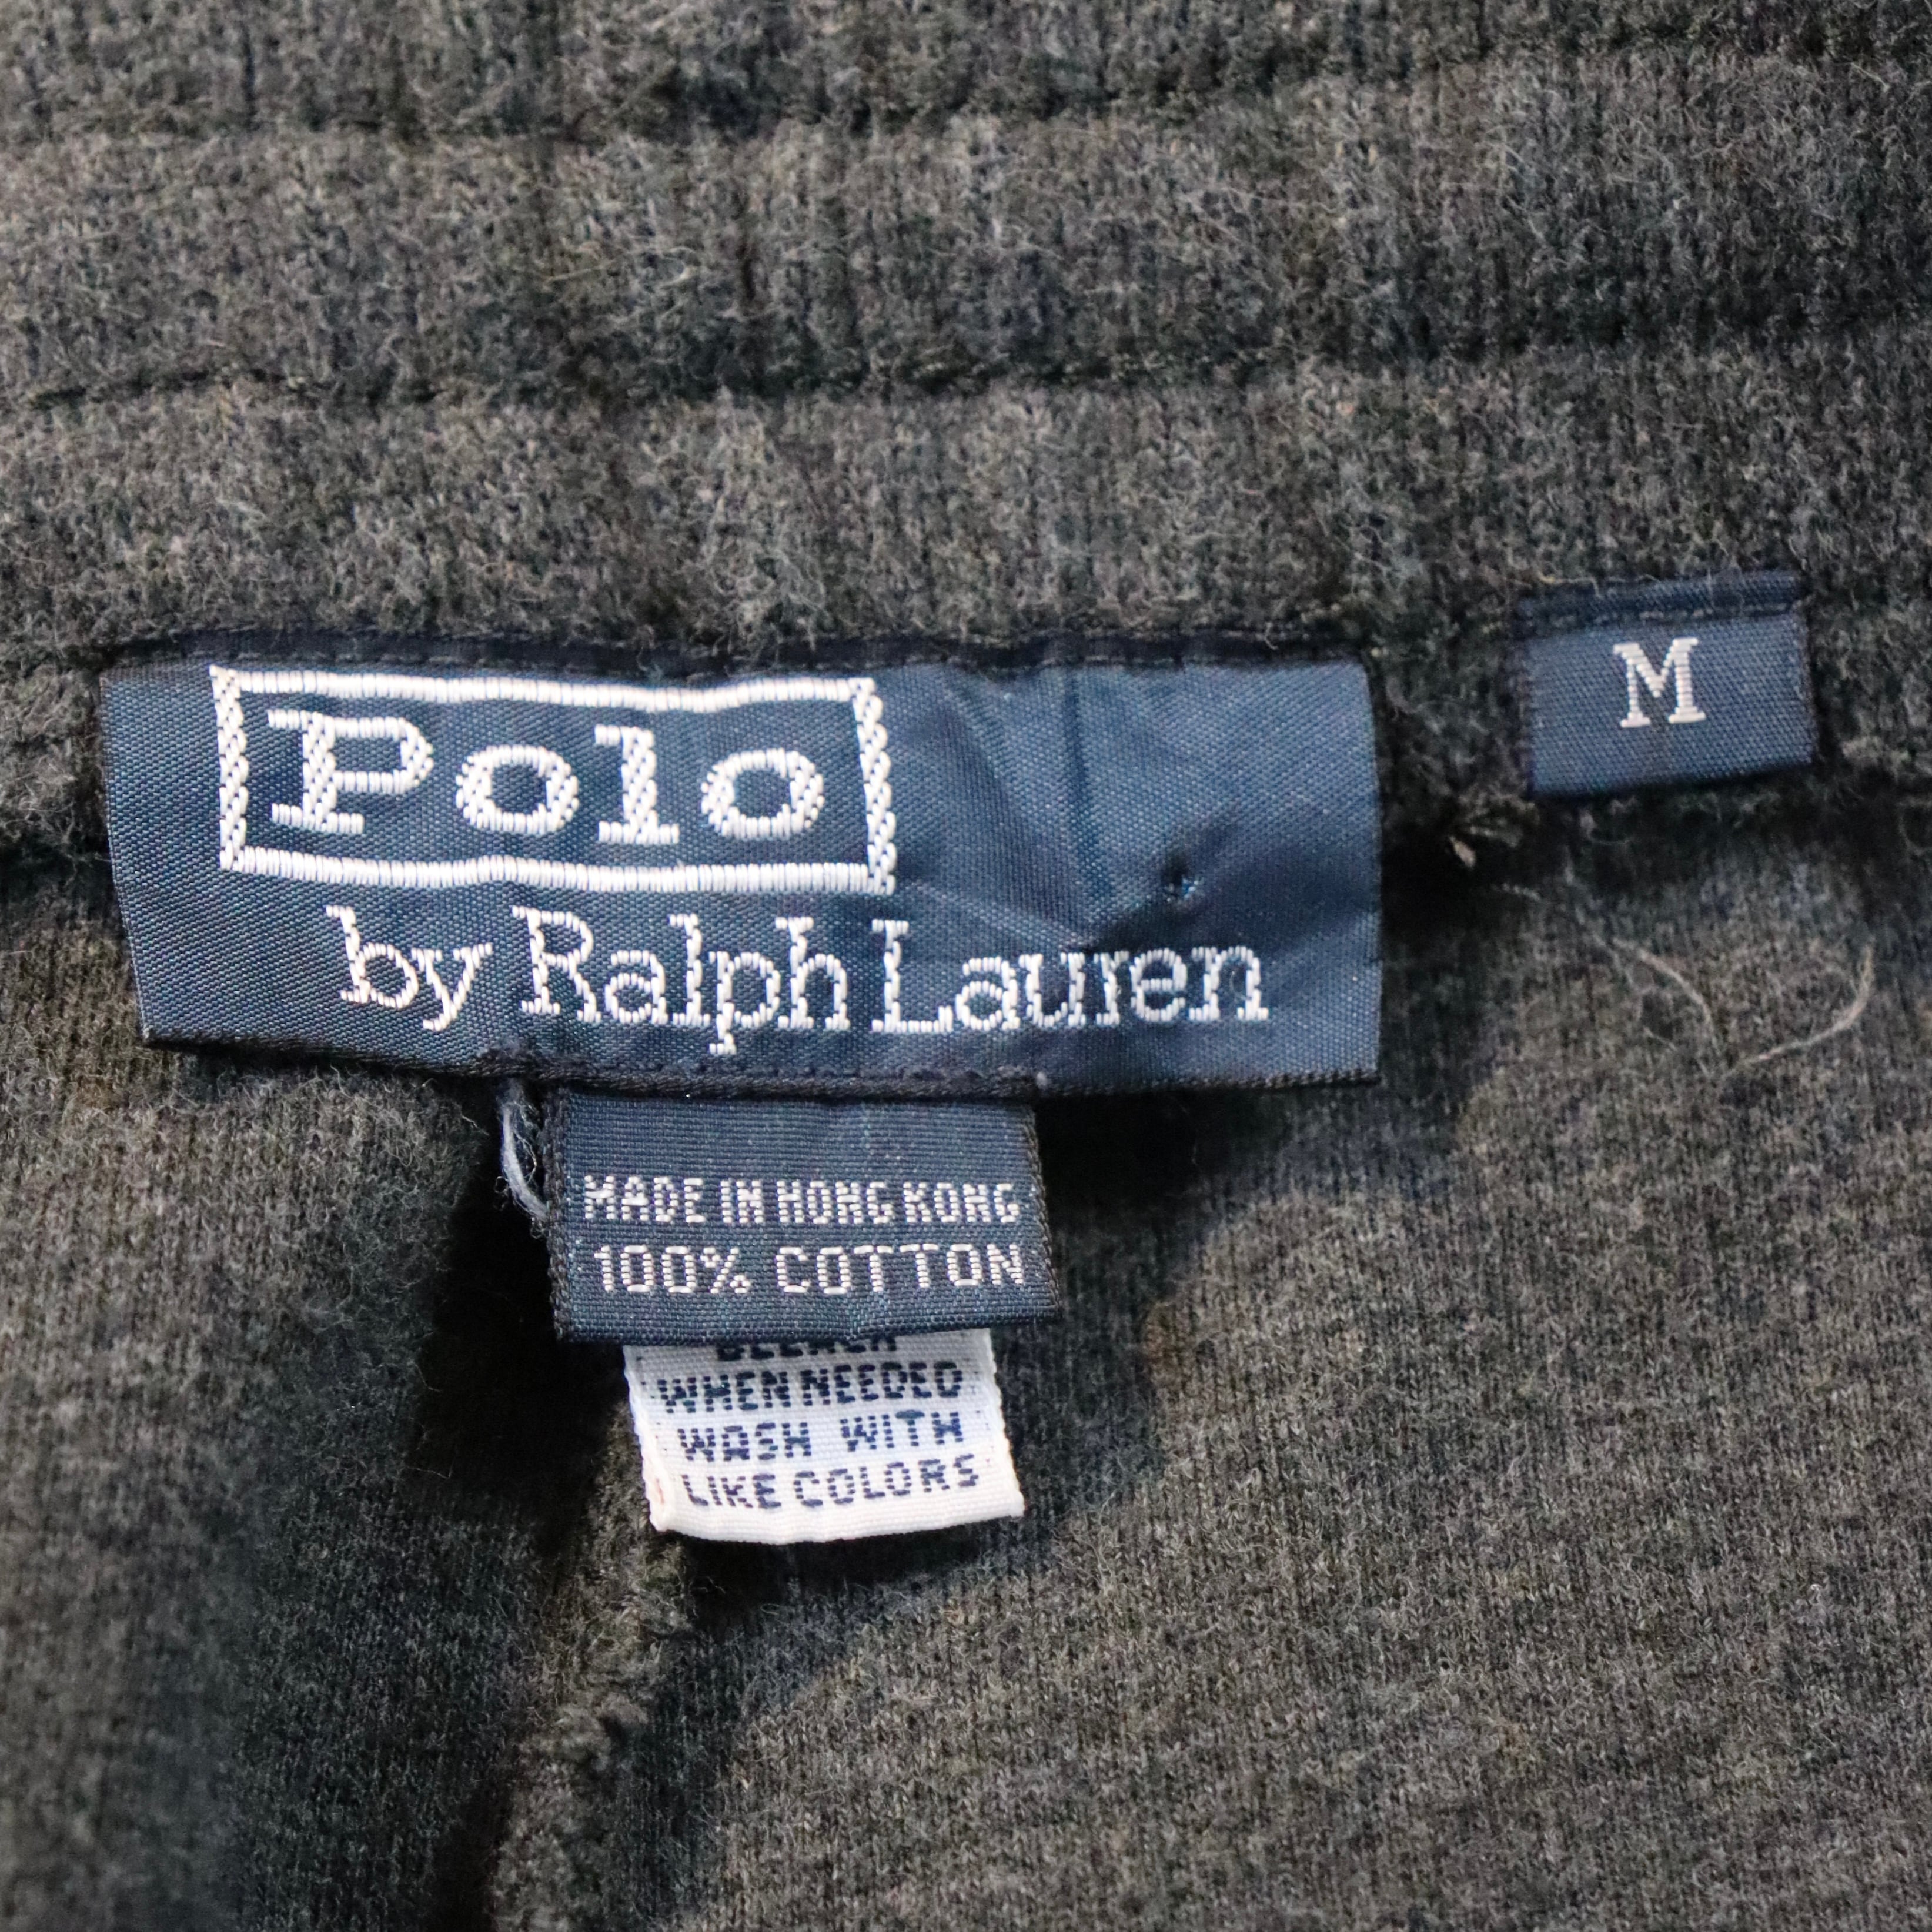 Polo
by Ralph Lauren
M
MADE IN HONG KONG
100% COTTON
WHEN NEEDED
WASH WITH
LIKE COLORS